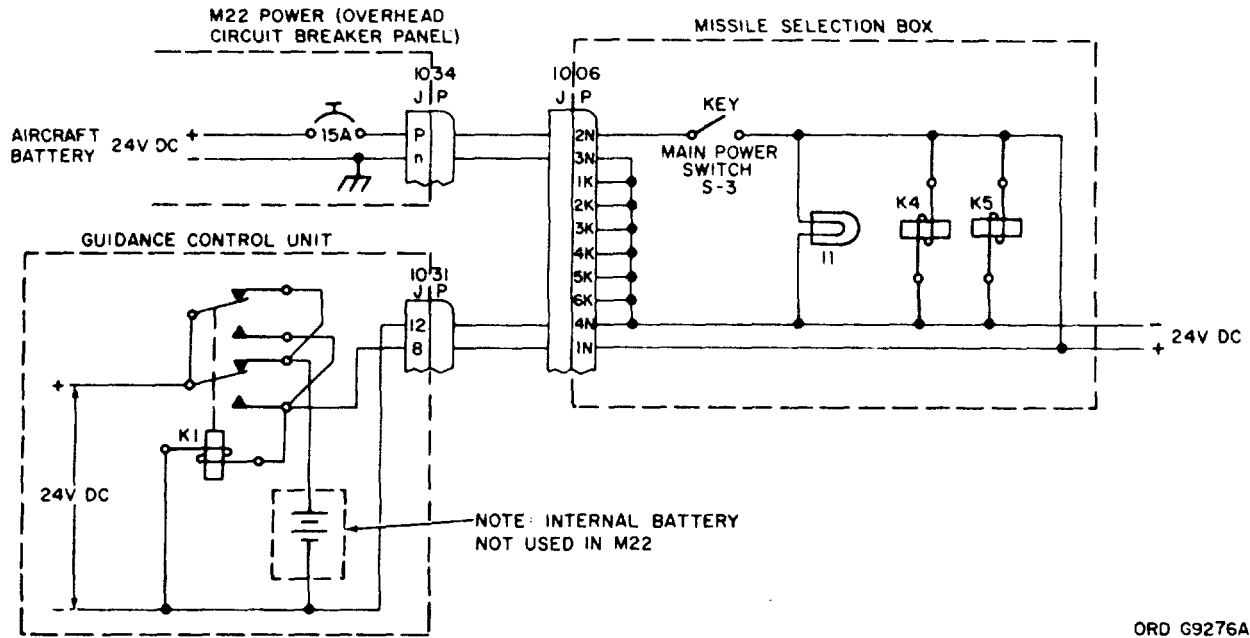 M22 POWER (OVERHEAD
CIRCUIT BREAKER PANEL)
MISSILE SELECTION BOX
1034
J P
1006
J P
AIRCRAFT
BATTERY
24V DC
+
-
15A
P
n
2N
3N
1K
2K
3K
4K
5K
6K
4N
1N
KEY
MAIN POWER
SWITCH
S-3
I1
K4
K5
-
+
24V DC
GUIDANCE CONTROL UNIT
1031
J P
12
8
+
K1
24V DC
-
NOTE: INTERNAL BATTERY
NOT USED IN M22
ORD G9276A